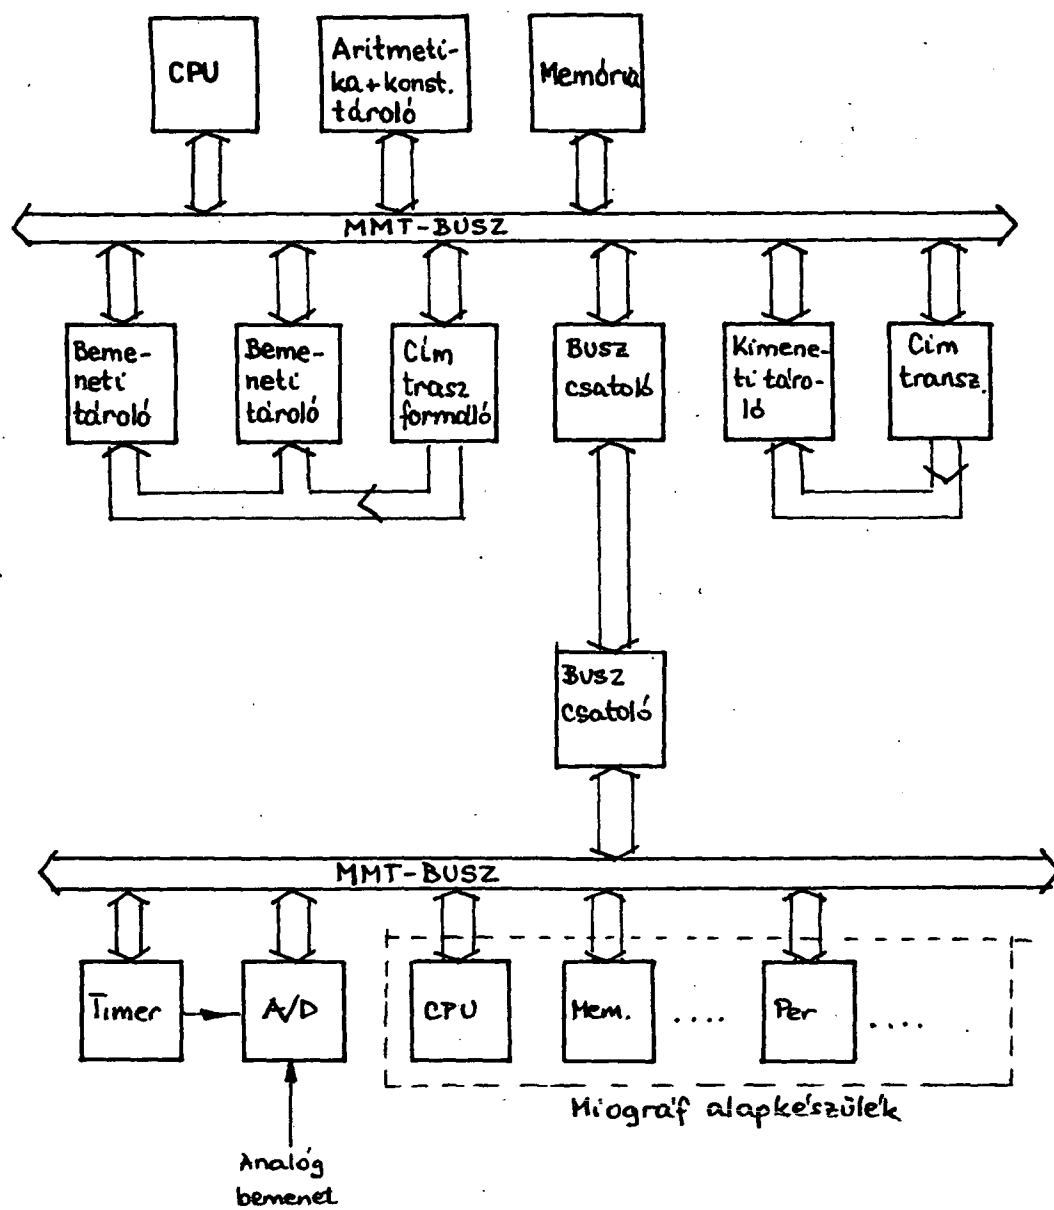 CPU
Aritmeti-
ka+konst.
tároló
Memória
MMT-BUSZ
Beme-
neti
tároló
Beme-
neti
tároló
Cím
trasz
formáló
Busz
csatoló
Kimene-
ti táro-
ló
Cim
transz.
Busz
csatoló
MMT-BUSZ
Timer
A/D
CPU
Mem.
....
Per
....
Miográf alapkészülék
Analóg
bemenet